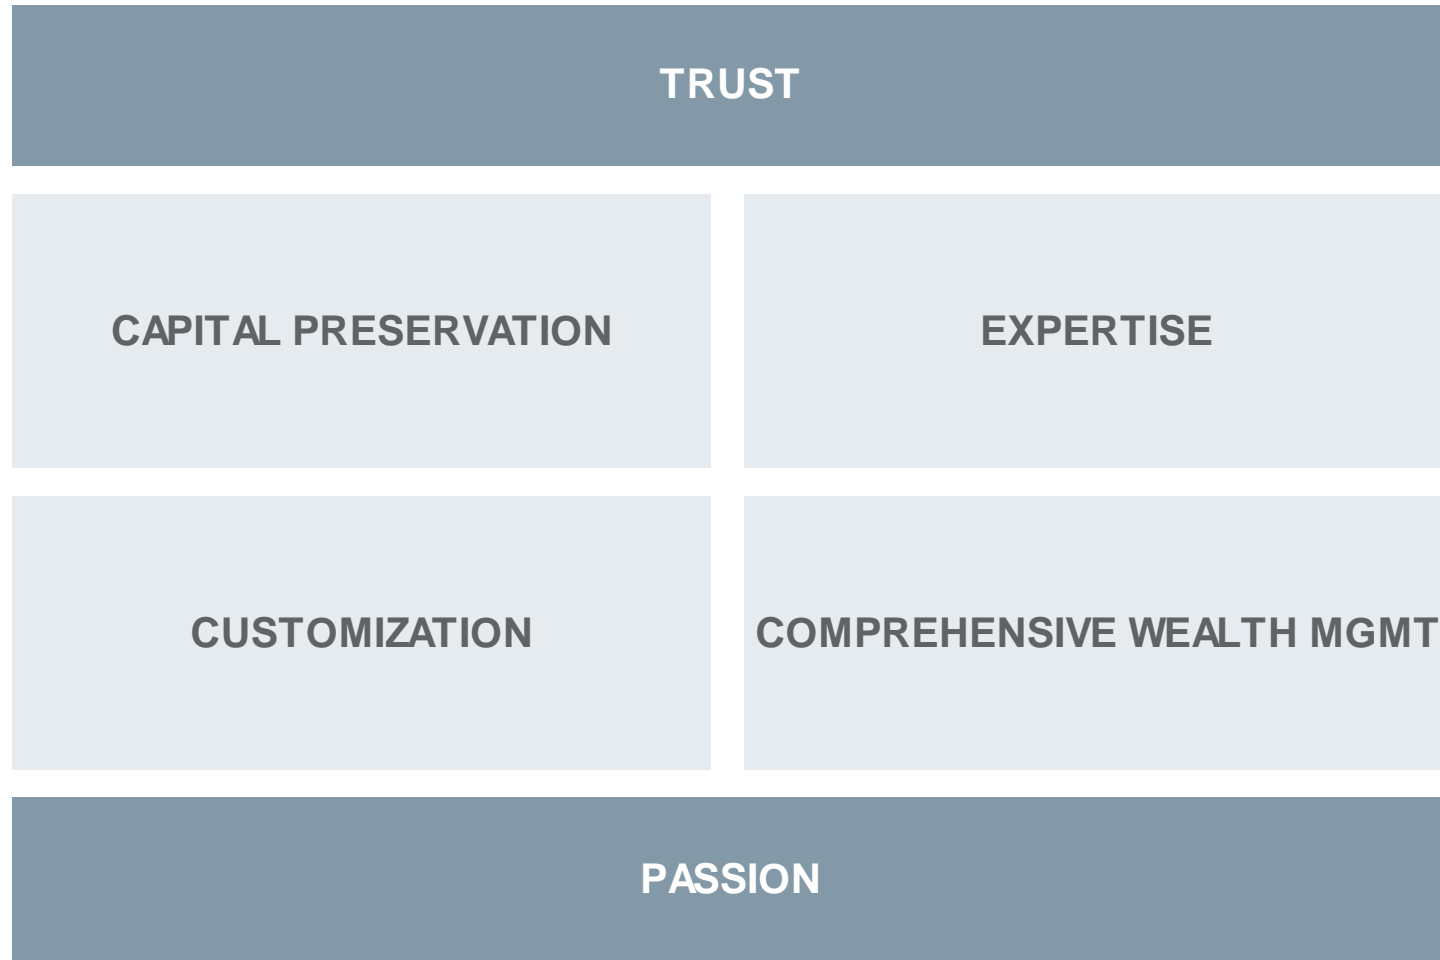 TRUST
CAPITAL PRESERVATION
EXPERTISE
CUSTOMIZATION
COMPREHENSIVE WEALTH MGMT
PASSION